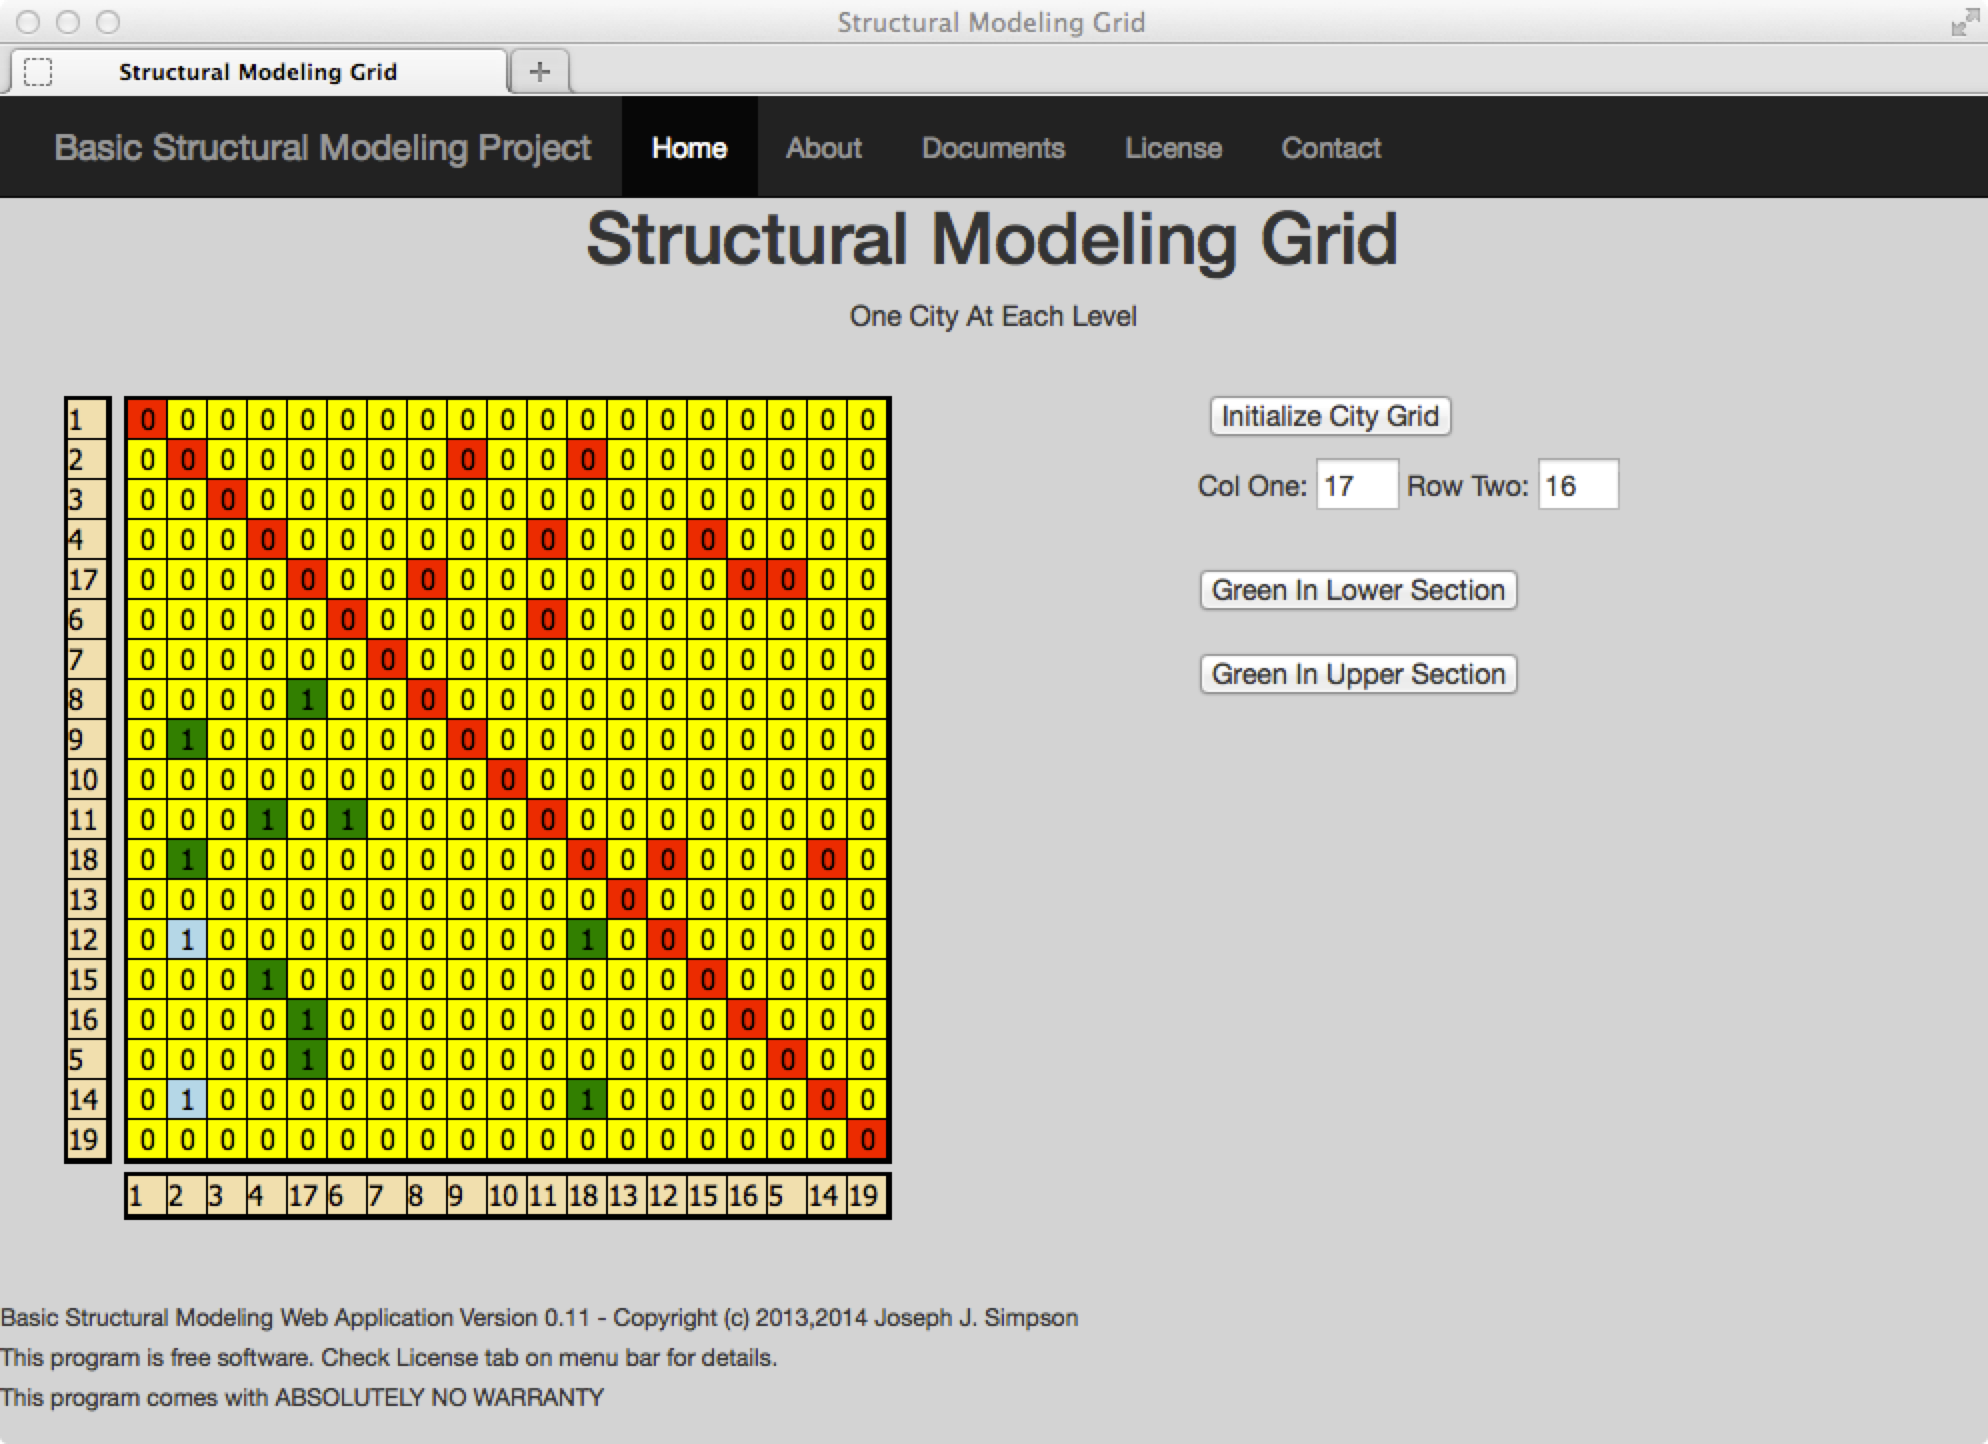 Structural Modeling Grid
Structural Modeling Grid +
Basic Structural Modeling Project Home About Documents License Contact
Structural Modeling Grid
One City At Each Level
1 0 0 0 0 0 0 0 0 0 0 0 0 0 0 0 0 0 0 0
Initialize City Grid
2 0 0 0 0 0 0 0 0 0 0 0 0 0 0 0 0 0 0 0
Col One: 17 Row Two: 16
3 0 0 0 0 0 0 0 0 0 0 0 0 0 0 0 0 0 0 0
4 0 0 0 0 0 0 0 0 0 0 0 0 0 0 0 0 0 0 0
17 0 0 0 0 0 0 0 0 0 0 0 0 0 0 0 0 0 0 0
Green In Lower Section
6 0 0 0 0 0 0 0 0 0 0 0 0 0 0 0 0 0 0 0
7 0 0 0 0 0 0 0 0 0 0 0 0 0 0 0 0 0 0 0
Green In Upper Section
8 0 0 0 0 1 0 0 0 0 0 0 0 0 0 0 0 0 0 0
9 0 1 0 0 0 0 0 0 0 0 0 0 0 0 0 0 0 0 0
10 0 0 0 0 0 0 0 0 0 0 0 0 0 0 0 0 0 0 0
11 0 0 0 1 0 1 0 0 0 0 0 0 0 0 0 0 0 0 0
18 0 1 0 0 0 0 0 0 0 0 0 0 0 0 0 0 0 0 0
13 0 0 0 0 0 0 0 0 0 0 0 0 0 0 0 0 0 0 0
12 0 1 0 0 0 0 0 0 0 0 0 1 0 0 0 0 0 0 0
15 0 0 0 1 0 0 0 0 0 0 0 0 0 0 0 0 0 0 0
16 0 0 0 0 1 0 0 0 0 0 0 0 0 0 0 0 0 0 0
5 0 0 0 0 1 0 0 0 0 0 0 0 0 0 0 0 0 0 0
14 0 1 0 0 0 0 0 0 0 0 0 1 0 0 0 0 0 0 0
19 0 0 0 0 0 0 0 0 0 0 0 0 0 0 0 0 0 0 0
1 2 3 4 17 6 7 8 9 10 11 18 13 12 15 16 5 14 19
Basic Structural Modeling Web Application Version 0.11 - Copyright (c) 2013,2014 Joseph J. Simpson
This program is free software. Check License tab on menu bar for details.
This program comes with ABSOLUTELY NO WARRANTY